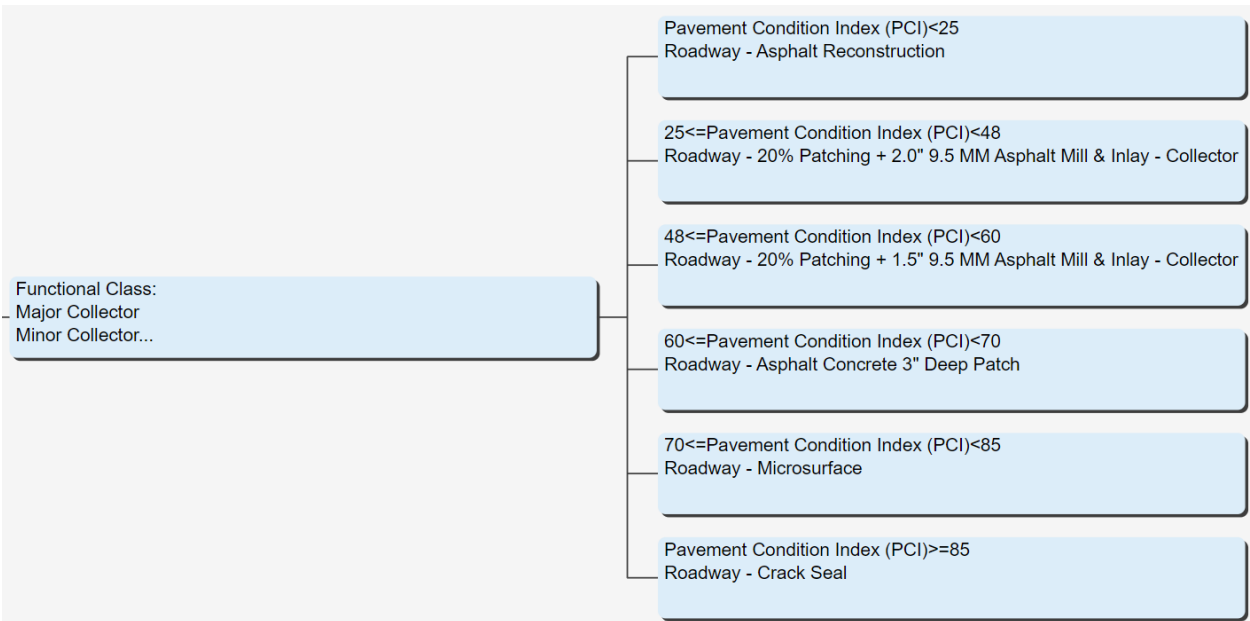 Functional Class:
Major Collector
Minor Collector...
Pavement Condition Index (PCI)<25
Roadway - Asphalt Reconstruction
25<=Pavement Condition Index (PCI)<48
Roadway - 20% Patching + 2.0" 9.5 MM Asphalt Mill & Inlay - Collector
48<=Pavement Condition Index (PCI)<60
Roadway - 20% Patching + 1.5" 9.5 MM Asphalt Mill & Inlay - Collector
60<=Pavement Condition Index (PCI)<70
Roadway - Asphalt Concrete 3" Deep Patch
70<=Pavement Condition Index (PCI)<85
Roadway - Microsurface
Pavement Condition Index (PCI)>=85
Roadway - Crack Seal